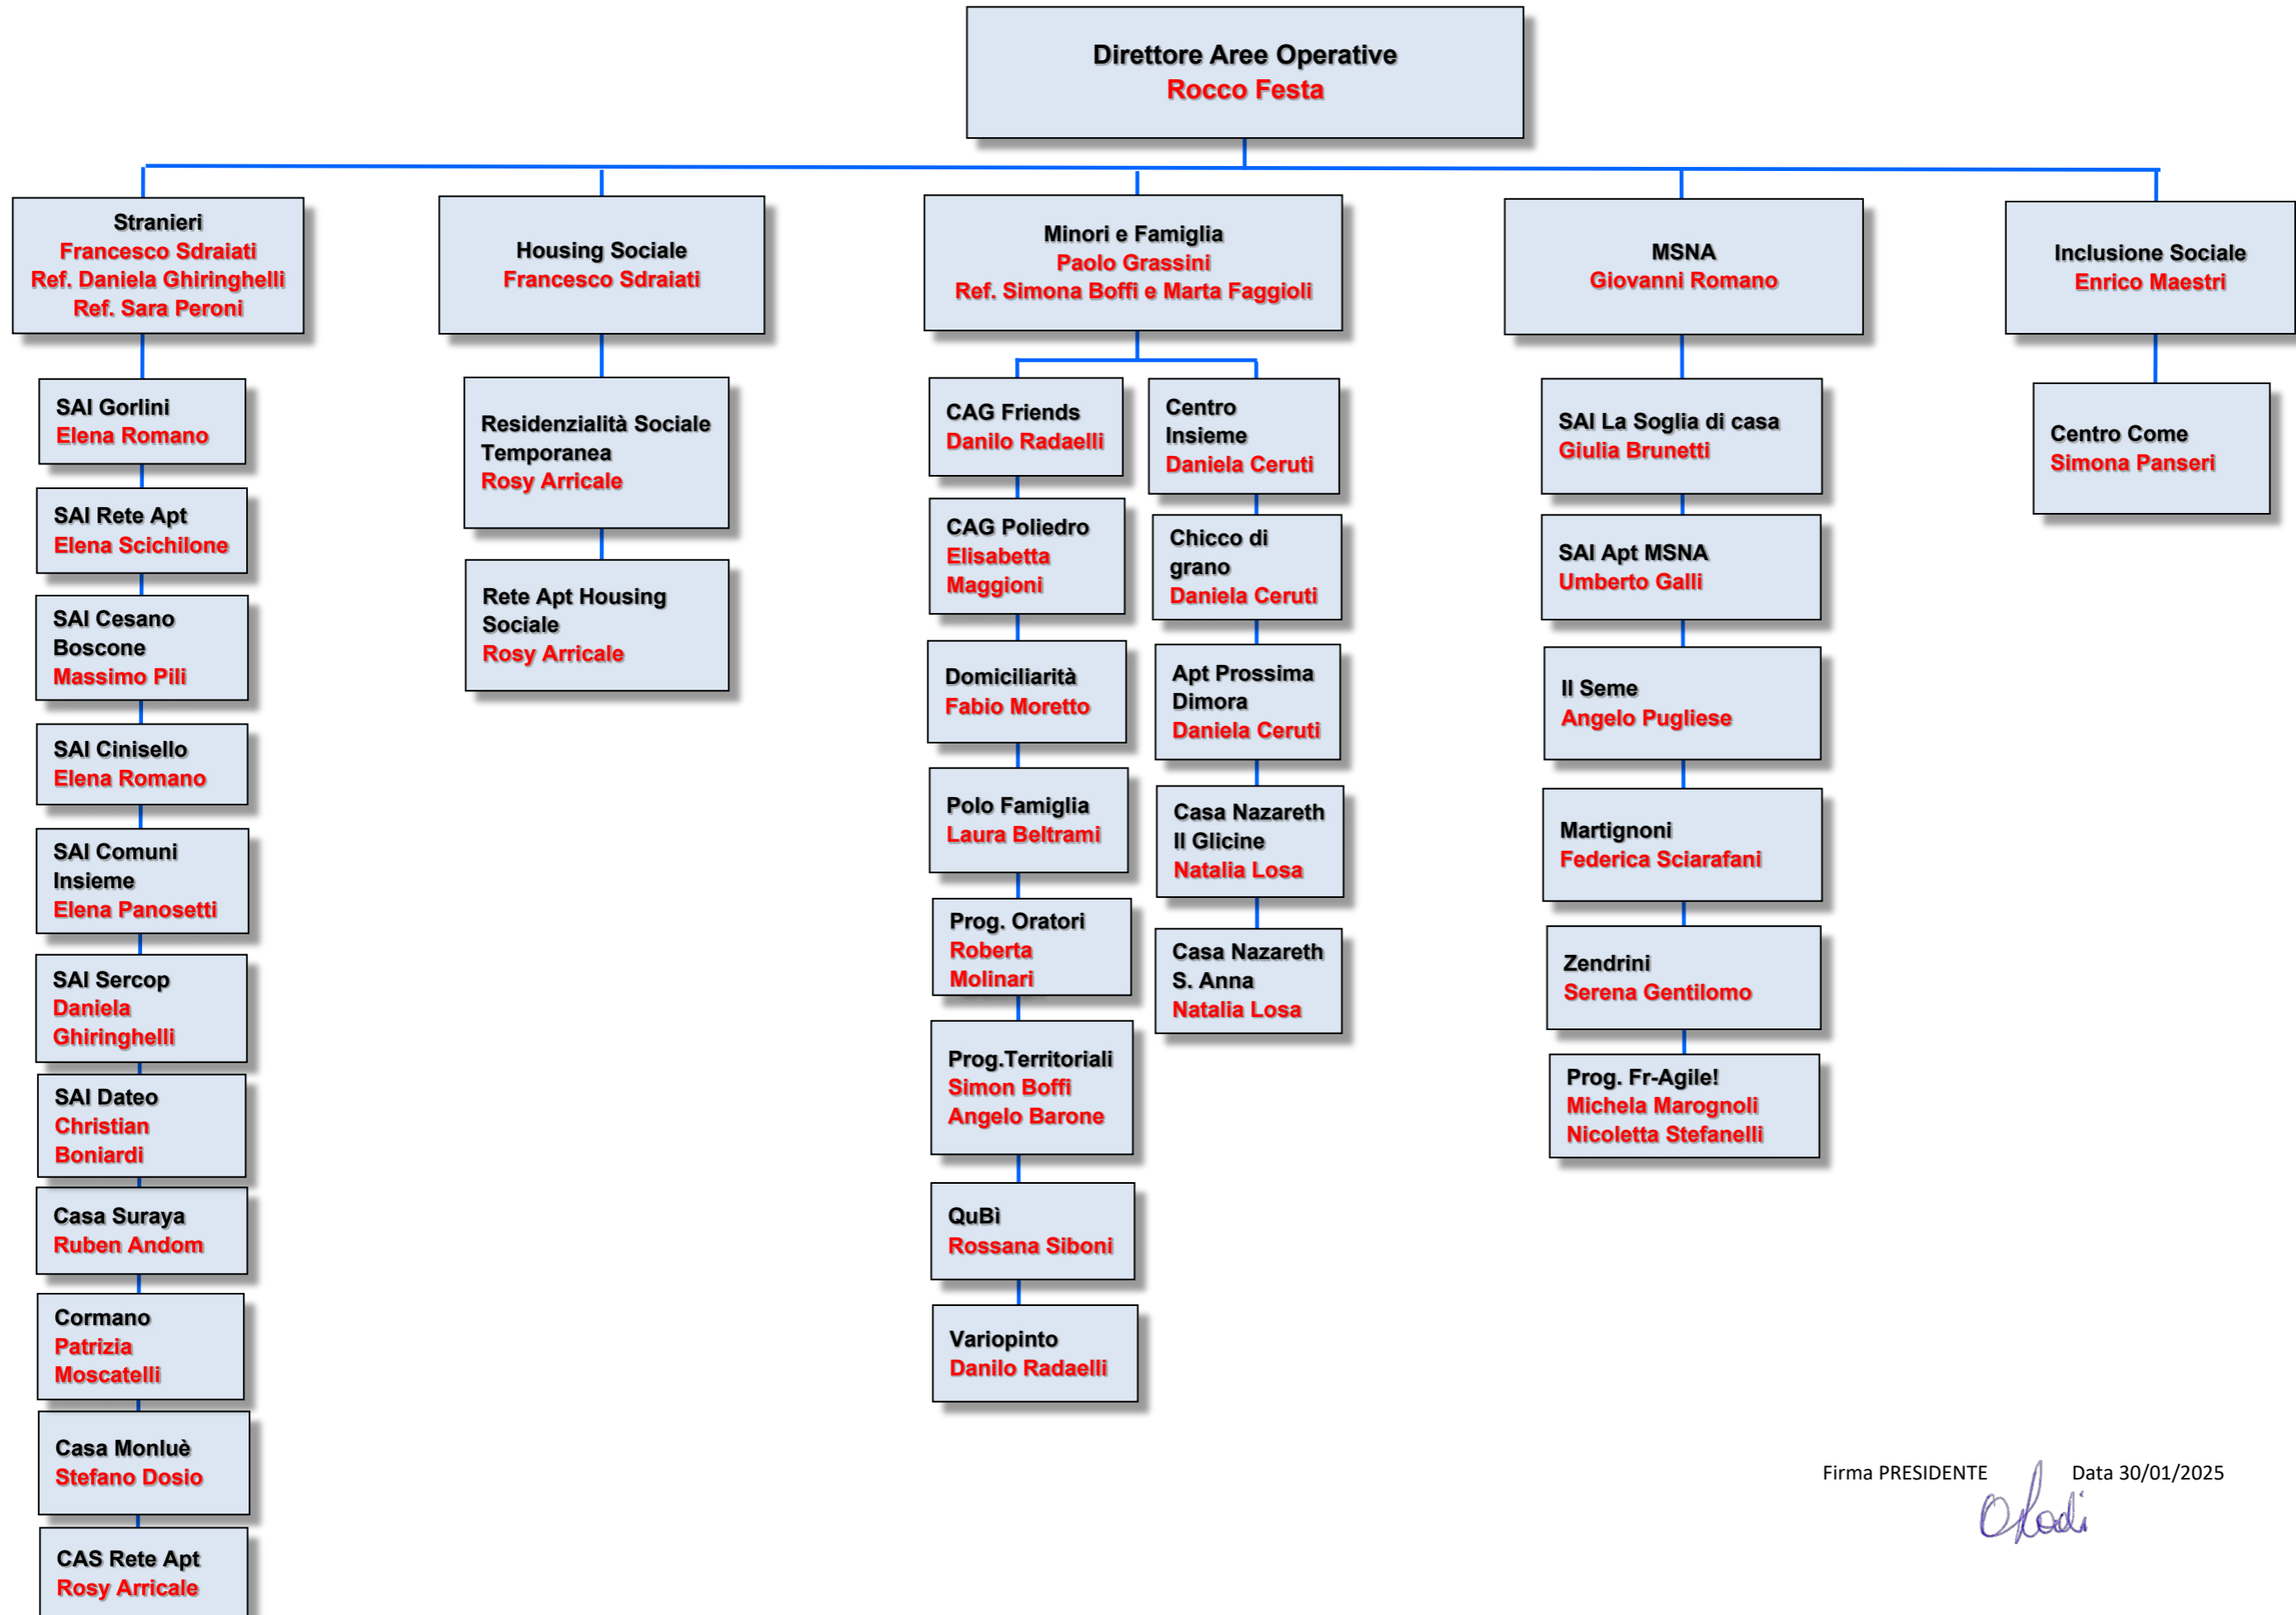 Direttore Aree Operative
Rocco Festa
Stranieri
Francesco Sdraiati
Ref. Daniela Ghiringhelli
Ref. Sara Peroni
Housing Sociale
Francesco Sdraiati
Minori e Famiglia
Paolo Grassini
Ref. Simona Boffi e Marta Faggioli
MSNA
Giovanni Romano
Inclusione Sociale
Enrico Maestri
SAI Gorlini
Elena Romano
SAI Rete Apt
Elena Scichilone
SAI Cesano
Boscone
Massimo Pili
SAI Cinisello
Elena Romano
SAI Comuni
Insieme
Elena Panosetti
SAI Sercop
Daniela
Ghiringhelli
SAI Dateo
Christian
Boniardi
Casa Suraya
Ruben Andom
Cormano
Patrizia
Moscatelli
Casa Monluè
Stefano Dosio
CAS Rete Apt
Rosy Arricale
Residenzialità Sociale
Temporanea
Rosy Arricale
Rete Apt Housing
Sociale
Rosy Arricale
CAG Friends
Danilo Radaelli
CAG Poliedro
Elisabetta
Maggioni
Domiciliarità
Fabio Moretto
Polo Famiglia
Laura Beltrami
Prog. Oratori
Roberta
Molinari
Prog.Territoriali
Simon Boffi
Angelo Barone
QuBì
Rossana Siboni
Variopinto
Danilo Radaelli
Centro
Insieme
Daniela Ceruti
Chicco di
grano
Daniela Ceruti
Apt Prossima
Dimora
Daniela Ceruti
Casa Nazareth
Il Glicine
Natalia Losa
Casa Nazareth
S. Anna
Natalia Losa
SAI La Soglia di casa
Giulia Brunetti
SAI Apt MSNA
Umberto Galli
Il Seme
Angelo Pugliese
Martignoni
Federica Sciarafani
Zendrini
Serena Gentilomo
Prog. Fr-Agile!
Michela Marognoli
Nicoletta Stefanelli
Centro Come
Simona Panseri
Firma PRESIDENTE Data 30/01/2025